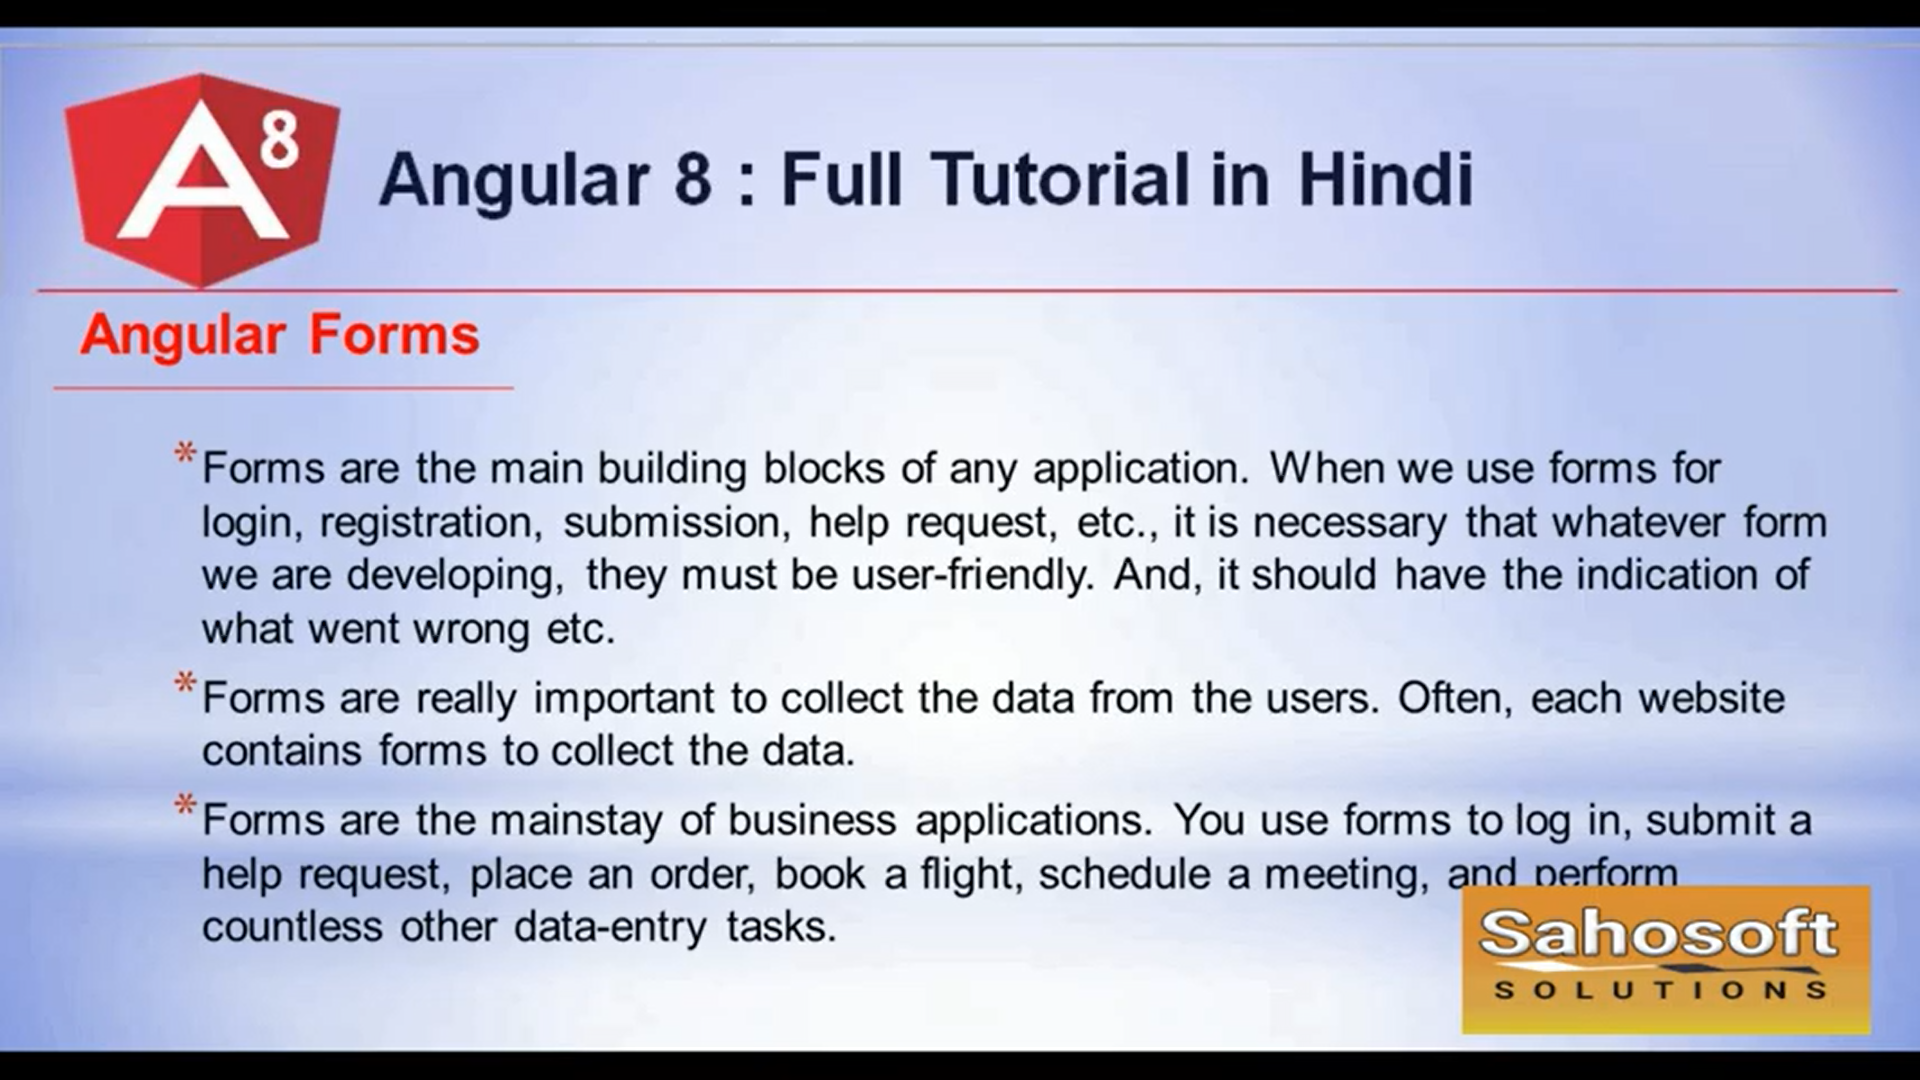 A8
Angular 8 : Full Tutorial in Hindi
Angular Forms
*Forms are the main building blocks of any application. When we use forms for
login, registration, submission, help request, etc., it is necessary that whatever form
we are developing, they must be user-friendly. And, it should have the indication of
what went wrong etc.
*Forms are really important to collect the data from the users. Often, each website
contains forms to collect the data.
*Forms are the mainstay of business applications. You use forms to log in, submit a
help request, place an order, book a flight, schedule a meeting, and perform
countless other data-entry tasks.
Sahosoft
SOLUTIONS